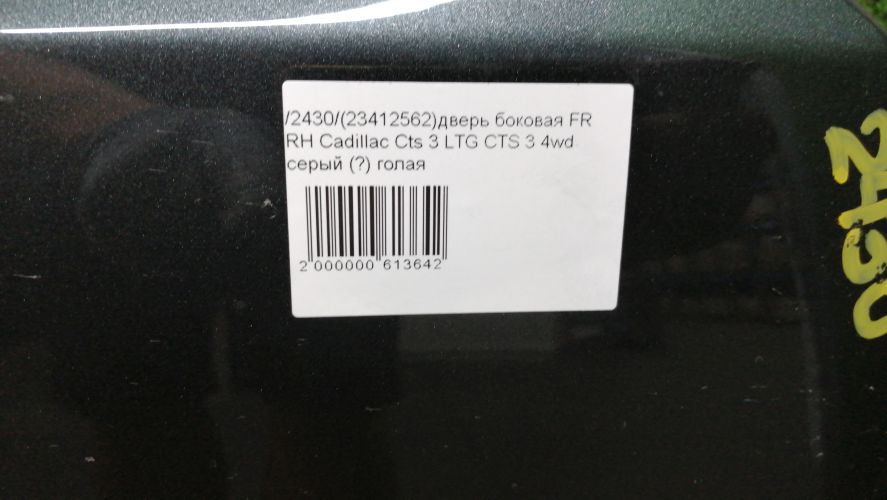 /2430/(23412562)дверь боковая FR
RH Cadillac Cts 3 LTG CTS 3 4wd
серый (?) голая
2 000000 613642
2430